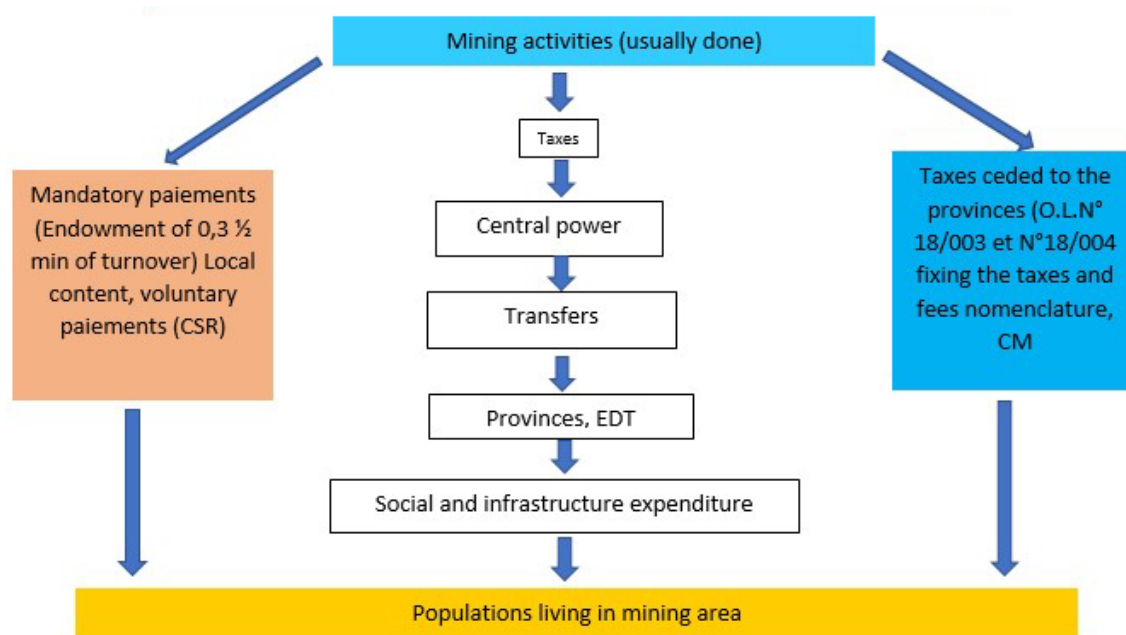 Mining activities (usually done)
Taxes
Mandatory paiements
(Endowment of 0,3 ½
min of turnover) Local
content, voluntary
paiements (CSR)
Central power
Transfers
Provinces, EDT
Social and infrastructure expenditure
Taxes ceded to the
provinces (O.L.N°
18/003 et N°18/004
fixing the taxes and
fees nomenclature,
CM
Populations living in mining area